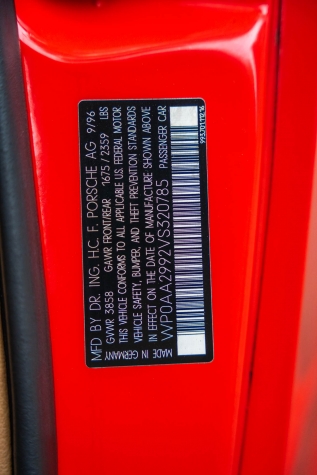 MFD BY DR. ING. H.C. F. PORSCHE AG 9/96
GVWR 3858 GAWR FRONT/REAR 1675/2359 LBS
THIS VEHICLE CONFORMS TO ALL APPLICABLE U.S. FEDERAL MOTOR
VEHICLE SAFETY, BUMPER, AND THEFT PREVENTION STANDARDS
IN EFFECT ON THE DATE OF MANUFACTURE SHOWN ABOVE
WP0AA2992VS320785 PASSENGER CAR
MADE IN GERMANY